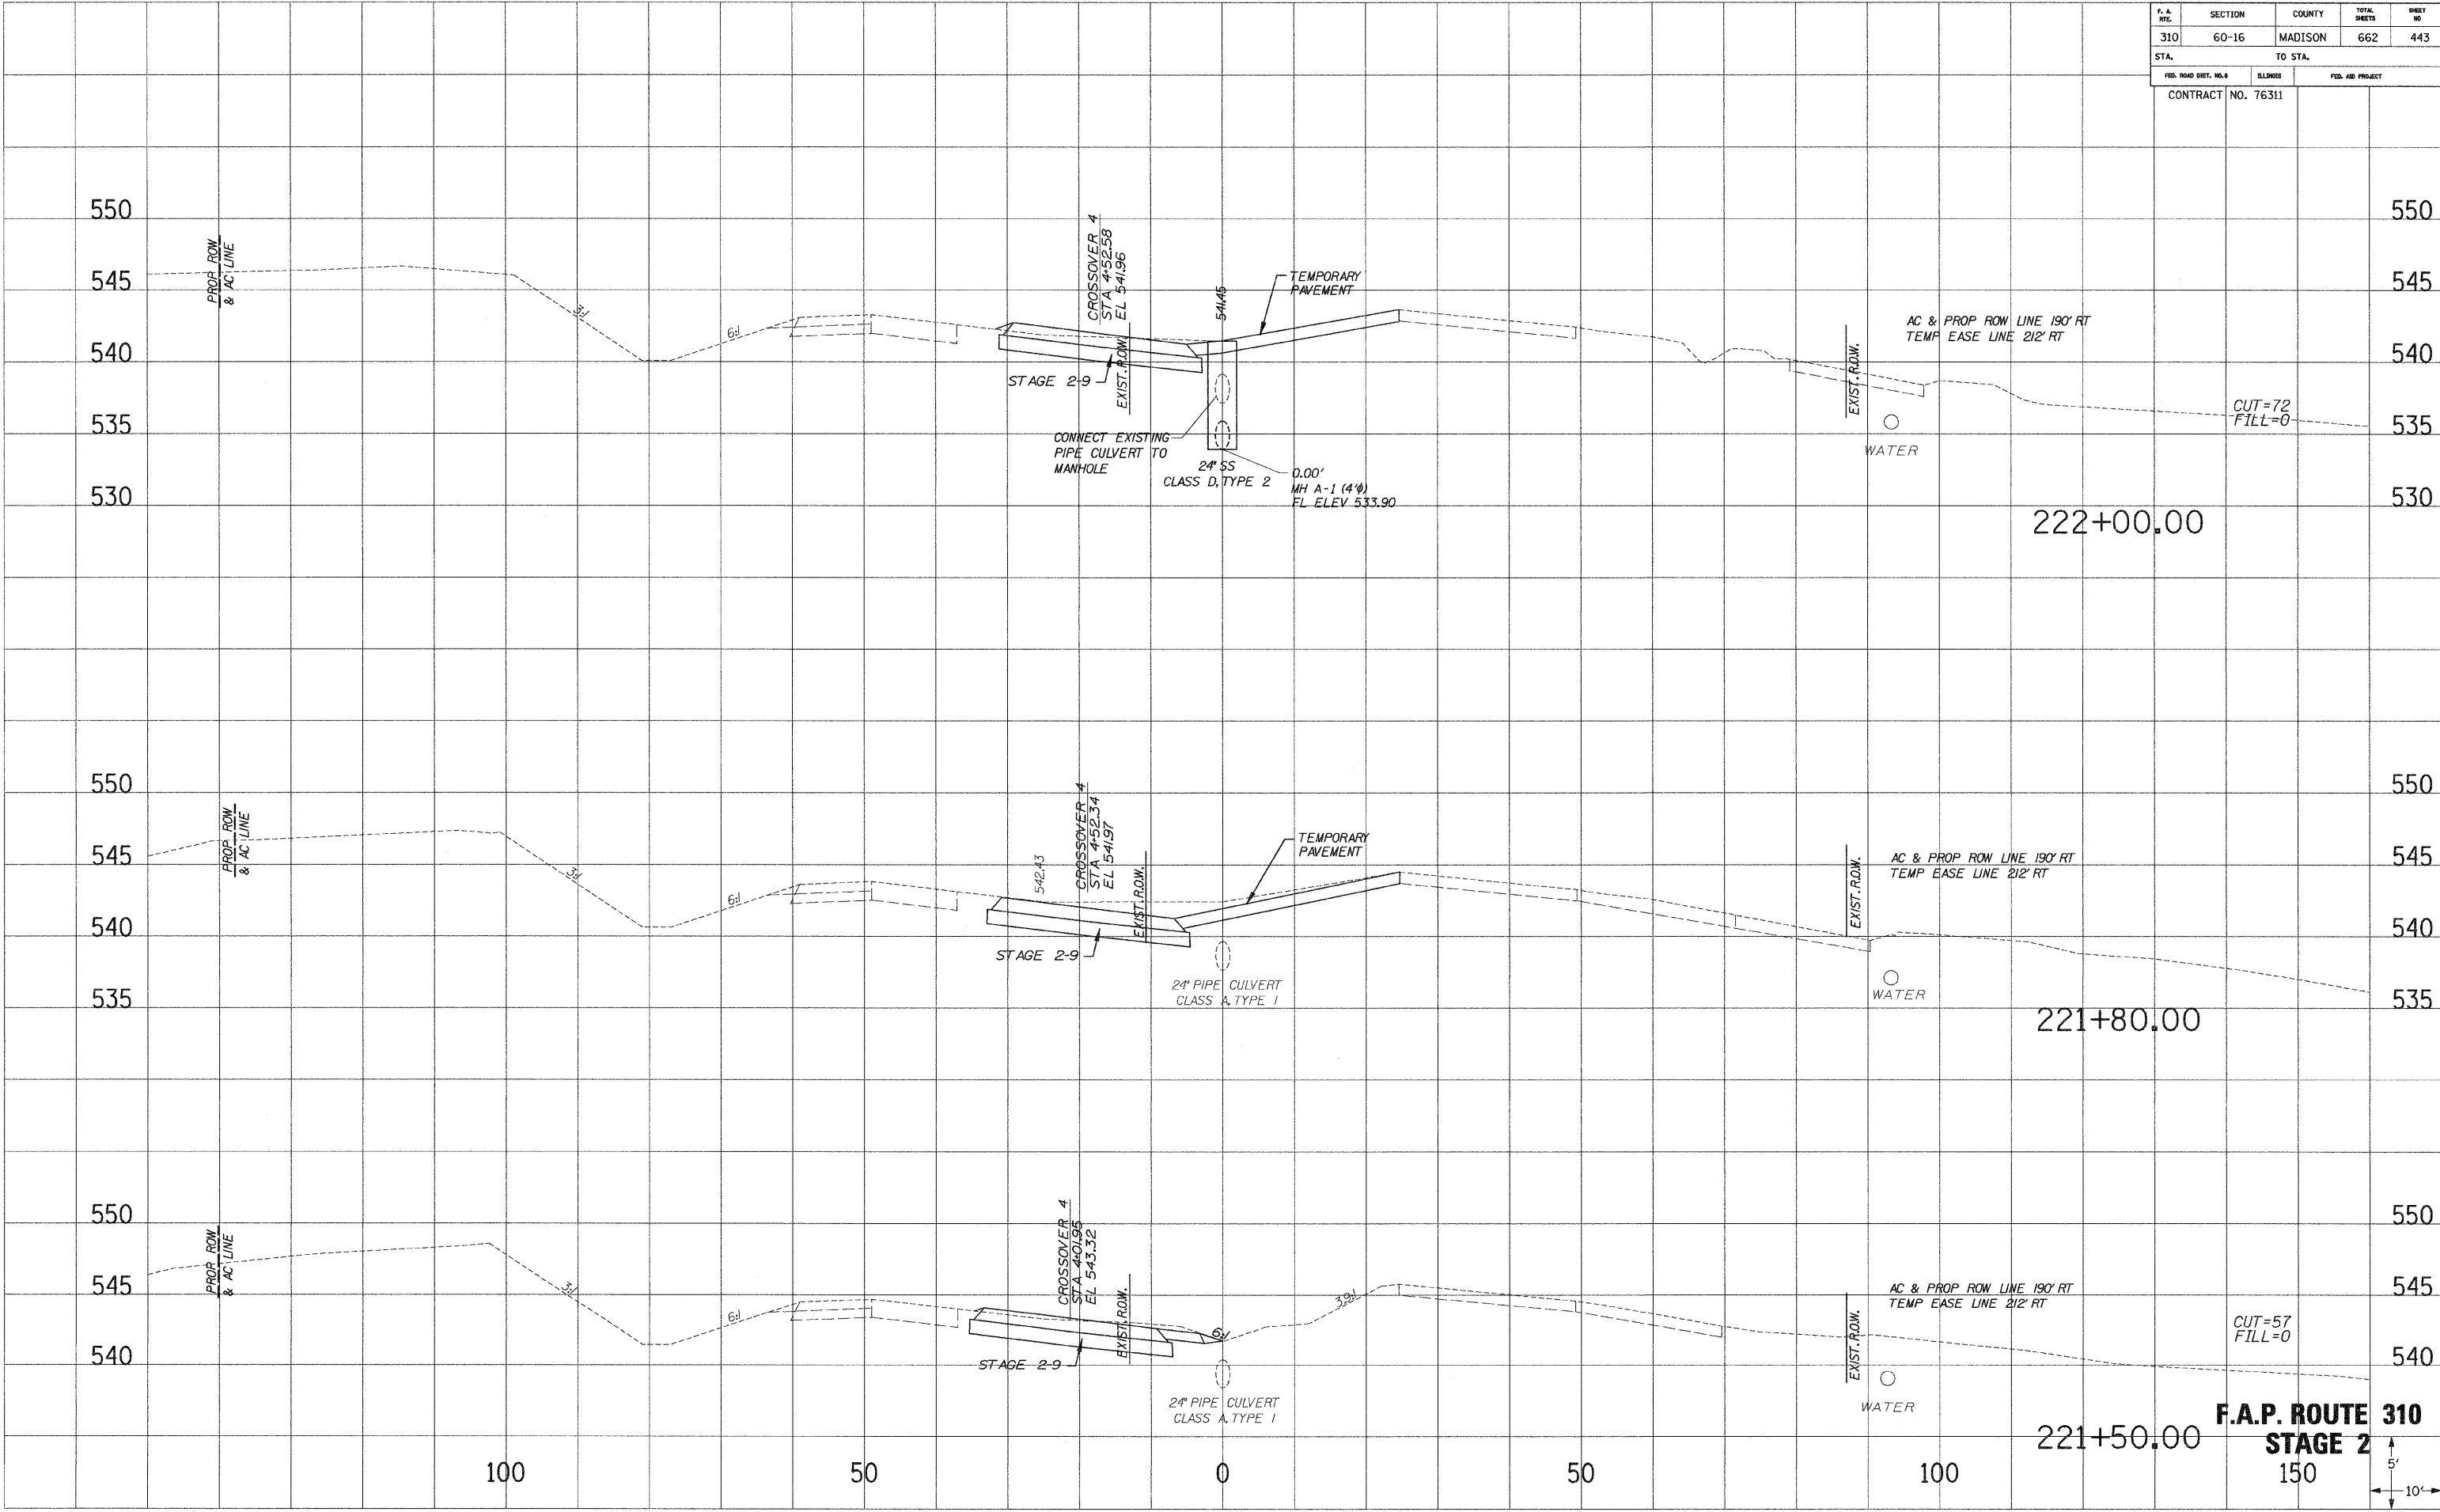 F. A. RTE. SECTION COUNTY TOTAL SHEETS SHEET NO
310 60-16 MADISON 662 443
STA. TO STA.
FED. ROAD DIST. NO. 8 ILLINOIS FED. AID PROJECT
CONTRACT NO. 76311
550 550
545 545
540 540
535 535
530 530
PROP ROW
& AC LINE
3:1
6:1
CROSSOVER 4
STA 4+52.58
EL 541.96
EXIST. R.O.W.
STAGE 2-9
541.45
TEMPORARY
PAVEMENT
CONNECT EXISTING
PIPE CULVERT TO
MANHOLE
24" SS
CLASS D, TYPE 2
0.00'
MH A-1 (4'φ)
FL ELEV 533.90
EXIST. R.O.W.
AC & PROP ROW LINE 190' RT
TEMP EASE LINE 212' RT
WATER
CUT=72
FILL=0
222+00.00
550 550
545 545
540 540
535 535
PROP ROW
& AC LINE
3:1
6:1
542.43
CROSSOVER 4
STA 4+52.34
EL 541.97
EXIST. R.O.W.
STAGE 2-9
TEMPORARY
PAVEMENT
24" PIPE CULVERT
CLASS A, TYPE 1
EXIST. R.O.W.
AC & PROP ROW LINE 190' RT
TEMP EASE LINE 212' RT
WATER
221+80.00
550 550
545 545
540 540
PROP ROW
& AC LINE
3:1
6:1
CROSSOVER 4
STA 4+01.95
EL 543.32
EXIST. R.O.W.
STAGE 2-9
6:1
3.9:1
24" PIPE CULVERT
CLASS A, TYPE 1
EXIST. R.O.W.
AC & PROP ROW LINE 190' RT
TEMP EASE LINE 212' RT
WATER
CUT=57
FILL=0
221+50.00
F.A.P. ROUTE 310
STAGE 2
100 50 0 50 100 150
5'
10'